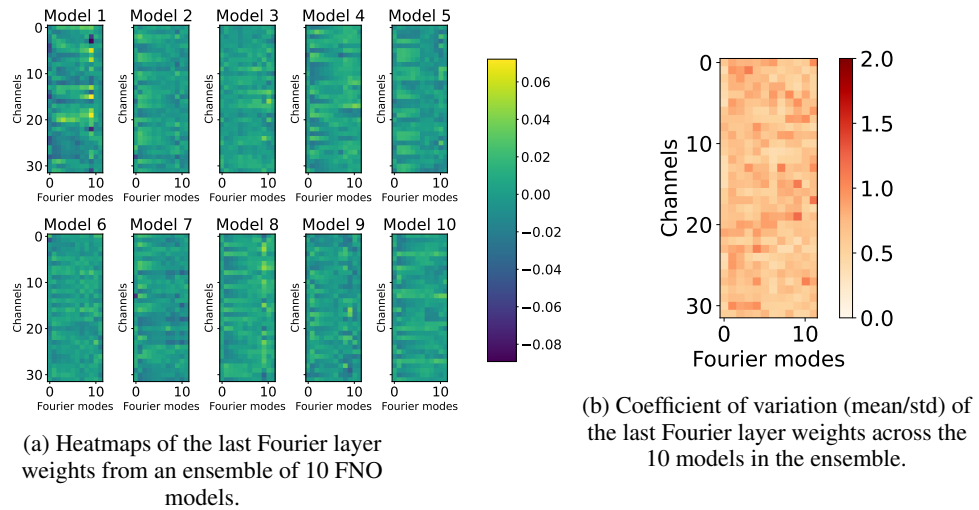 Model 1 Model 2 Model 3 Model 4 Model 5
0
10
20
30
Channels
0 10 0 10 0 10 0 10 0 10
Fourier modes Fourier modes Fourier modes Fourier modes Fourier modes
Model 6 Model 7 Model 8 Model 9 Model 10
0
10
20
30
Channels Channels Channels Channels Channels
0 10 0 10 0 10 0 10 0 10
Fourier modes Fourier modes Fourier modes Fourier modes Fourier modes
0.06
0.04
0.02
0.00
−0.02
−0.04
−0.06
−0.08
(a) Heatmaps of the last Fourier layer
weights from an ensemble of 10 FNO
models.
0
10
20
30
Channels
0 10
Fourier modes
2.0
1.5
1.0
0.5
0.0
(b) Coefficient of variation (mean/std) of
the last Fourier layer weights across the
10 models in the ensemble.